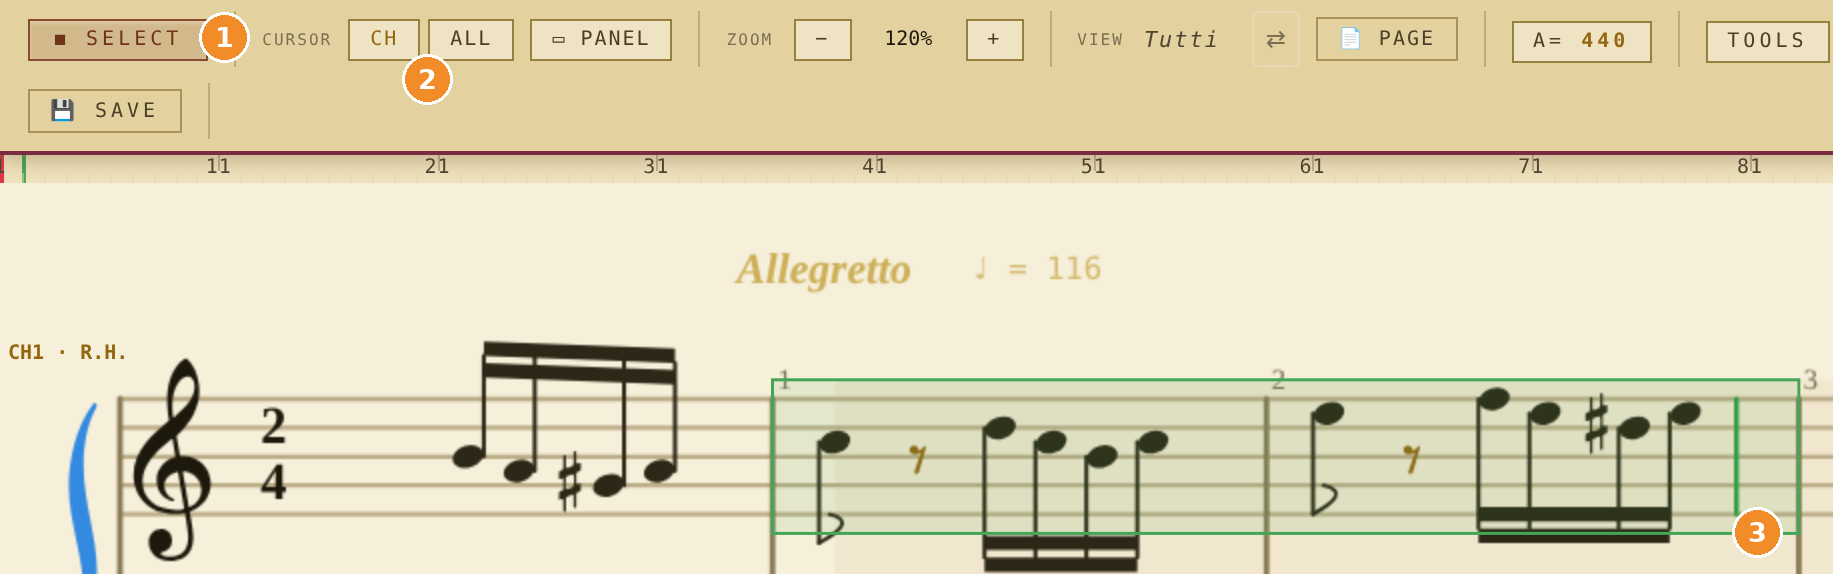 ■ SELECT 1 CURSOR CH ALL ▭ PANEL ZOOM − 120% + VIEW Tutti ⇄ PAGE A= 440 TOOLS
2
SAVE
11 21 31 41 51 61 71 81
Allegretto ♩ = 116
CH1 · R.H.
1 2 3
2
4
3